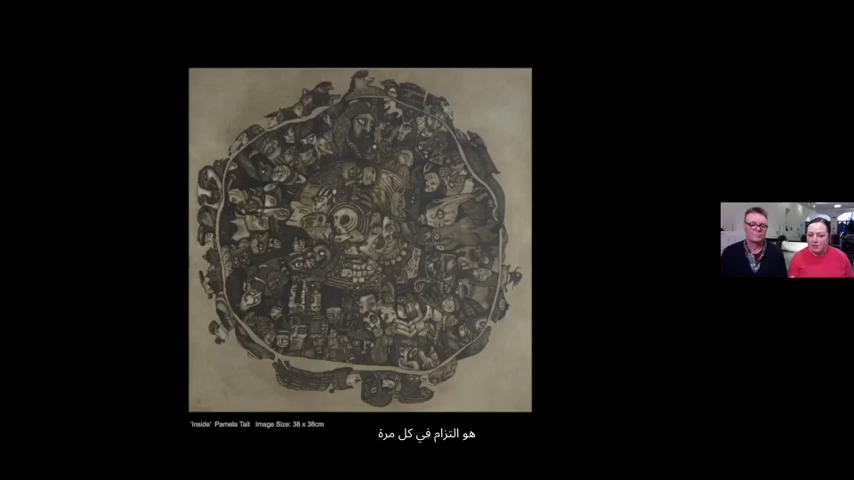 'Inside'  Pamela Tait   Image Size: 38 x 38cm
هو التزام في كل مرة